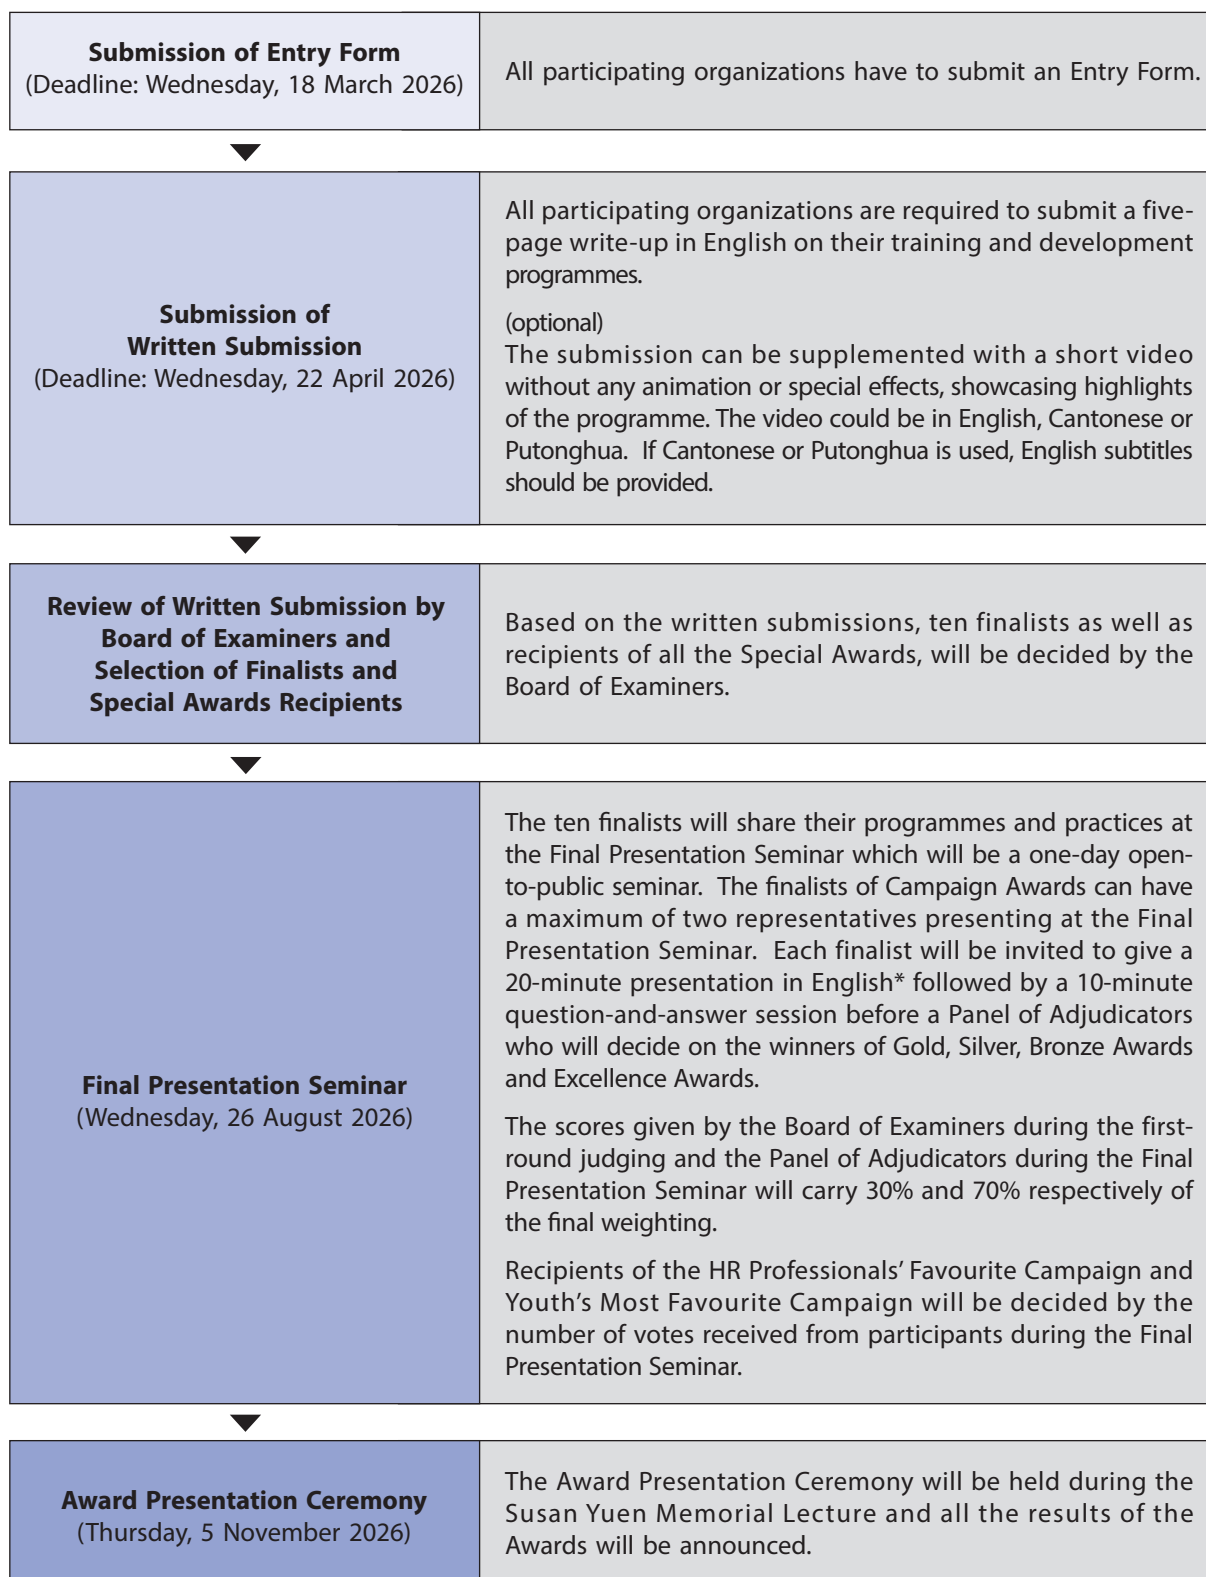 Submission of Entry Form
(Deadline: Wednesday, 18 March 2026)
All participating organizations have to submit an Entry Form.
Submission of
Written Submission
(Deadline: Wednesday, 22 April 2026)
All participating organizations are required to submit a five-
page write-up in English on their training and development
programmes.
(optional)
The submission can be supplemented with a short video
without any animation or special effects, showcasing highlights
of the programme. The video could be in English, Cantonese or
Putonghua. If Cantonese or Putonghua is used, English subtitles
should be provided.
Review of Written Submission by
Board of Examiners and
Selection of Finalists and
Special Awards Recipients
Based on the written submissions, ten finalists as well as
recipients of all the Special Awards, will be decided by the
Board of Examiners.
Final Presentation Seminar
(Wednesday, 26 August 2026)
The ten finalists will share their programmes and practices at
the Final Presentation Seminar which will be a one-day open-
to-public seminar. The finalists of Campaign Awards can have
a maximum of two representatives presenting at the Final
Presentation Seminar. Each finalist will be invited to give a
20-minute presentation in English* followed by a 10-minute
question-and-answer session before a Panel of Adjudicators
who will decide on the winners of Gold, Silver, Bronze Awards
and Excellence Awards.
The scores given by the Board of Examiners during the first-
round judging and the Panel of Adjudicators during the Final
Presentation Seminar will carry 30% and 70% respectively of
the final weighting.
Recipients of the HR Professionals’ Favourite Campaign and
Youth’s Most Favourite Campaign will be decided by the
number of votes received from participants during the Final
Presentation Seminar.
Award Presentation Ceremony
(Thursday, 5 November 2026)
The Award Presentation Ceremony will be held during the
Susan Yuen Memorial Lecture and all the results of the
Awards will be announced.